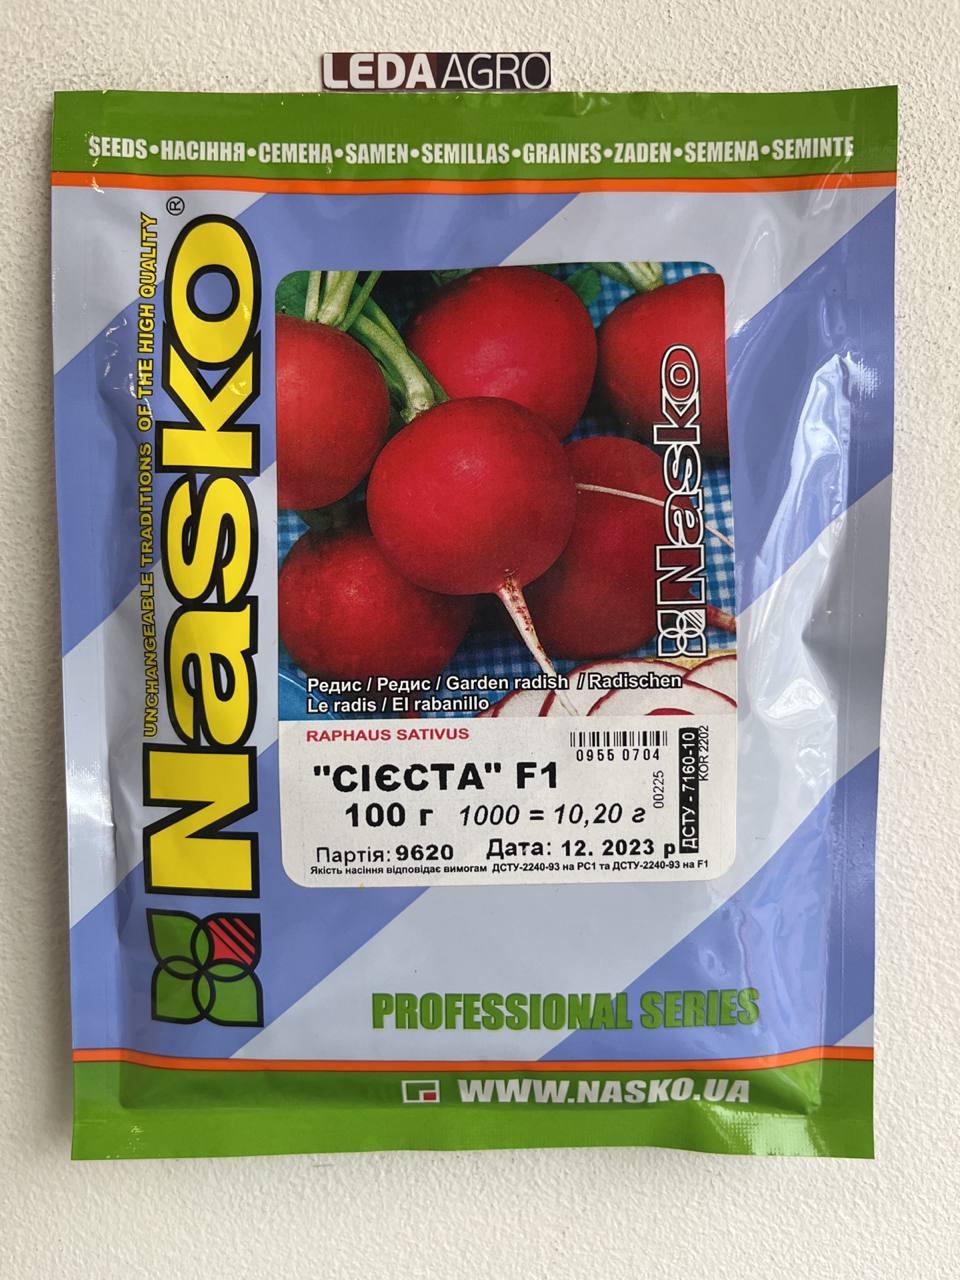 LEDAAGRO
SEEDS•НАСІННЯ•СЕМЕНА•SAMEN•SEMILLAS•GRAINES•ZADEN•SEMENA•SEMINTE
UNCHANGEABLE TRADITIONS OF THE HIGH QUALITY
Nasko®
Nasko
Редис / Редис / Garden radish / Radischen
Le radis / El rabanillo
RAPHAUS SATIVUS
0955 0704
"СІЄСТА" F1
100 г 1000 = 10,20 г
00225
ДСТУ - 7160-10
KOR 2202
Партія: 9620 Дата: 12. 2023 р
Якість насіння відповідає вимогам ДСТУ-2240-93 на РС1 та ДСТУ-2240-93 на F1
PROFESSIONAL SERIES
WWW.NASKO.UA